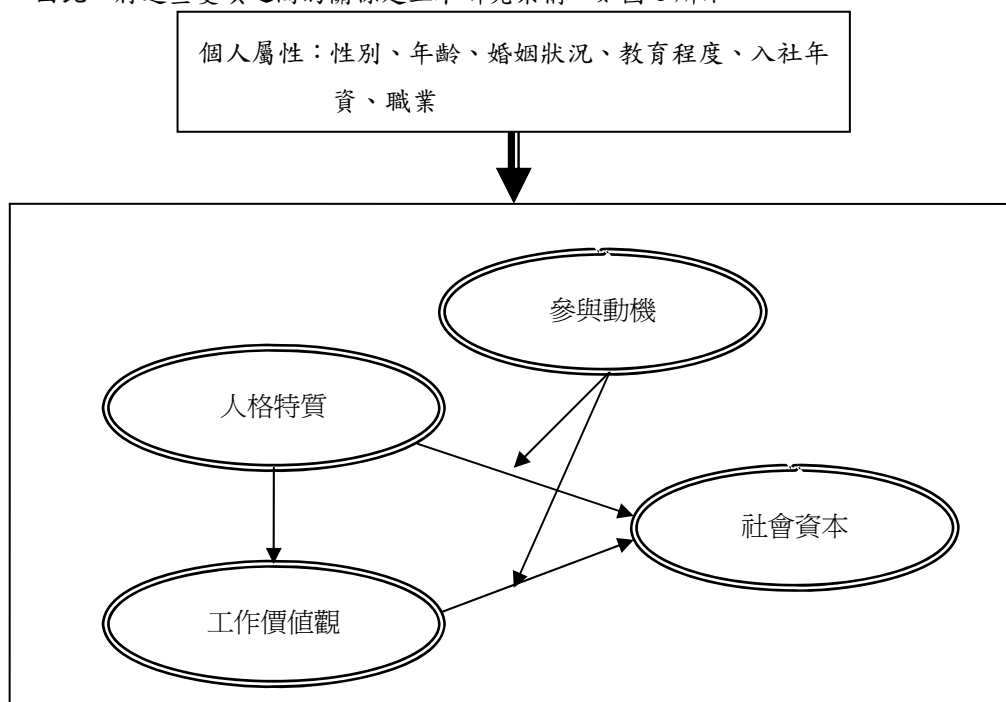 個人屬性：性別、年齡、婚姻狀況、教育程度、入社年
資、職業
參與動機
人格特質
社會資本
工作價值觀